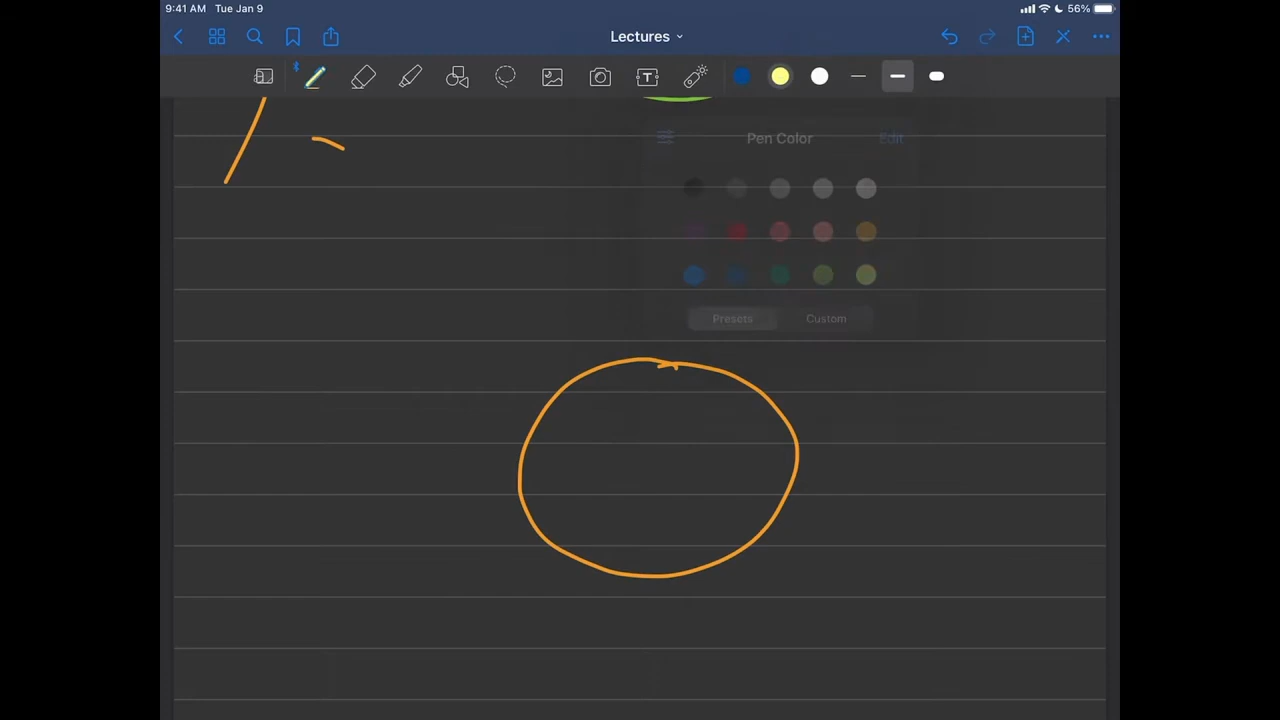 9:41 AM Tue Jan 9
56%
Lectures
T
Pen Color
Edit
Presets
Custom